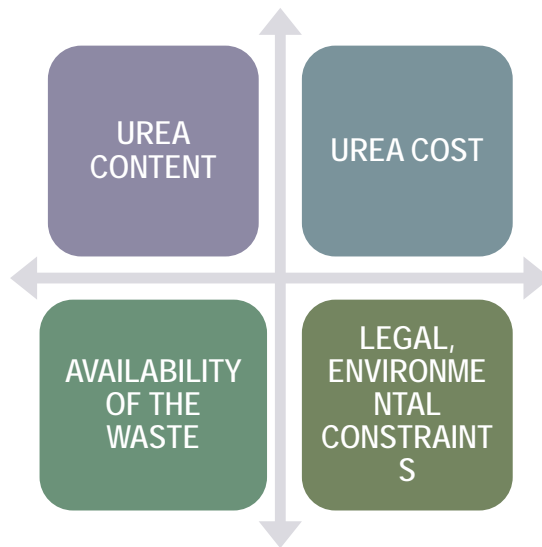 UREA
CONTENT
UREA COST
AVAILABILITY
OF THE
WASTE
LEGAL,
ENVIRONME
NTAL
CONSTRAINT
S